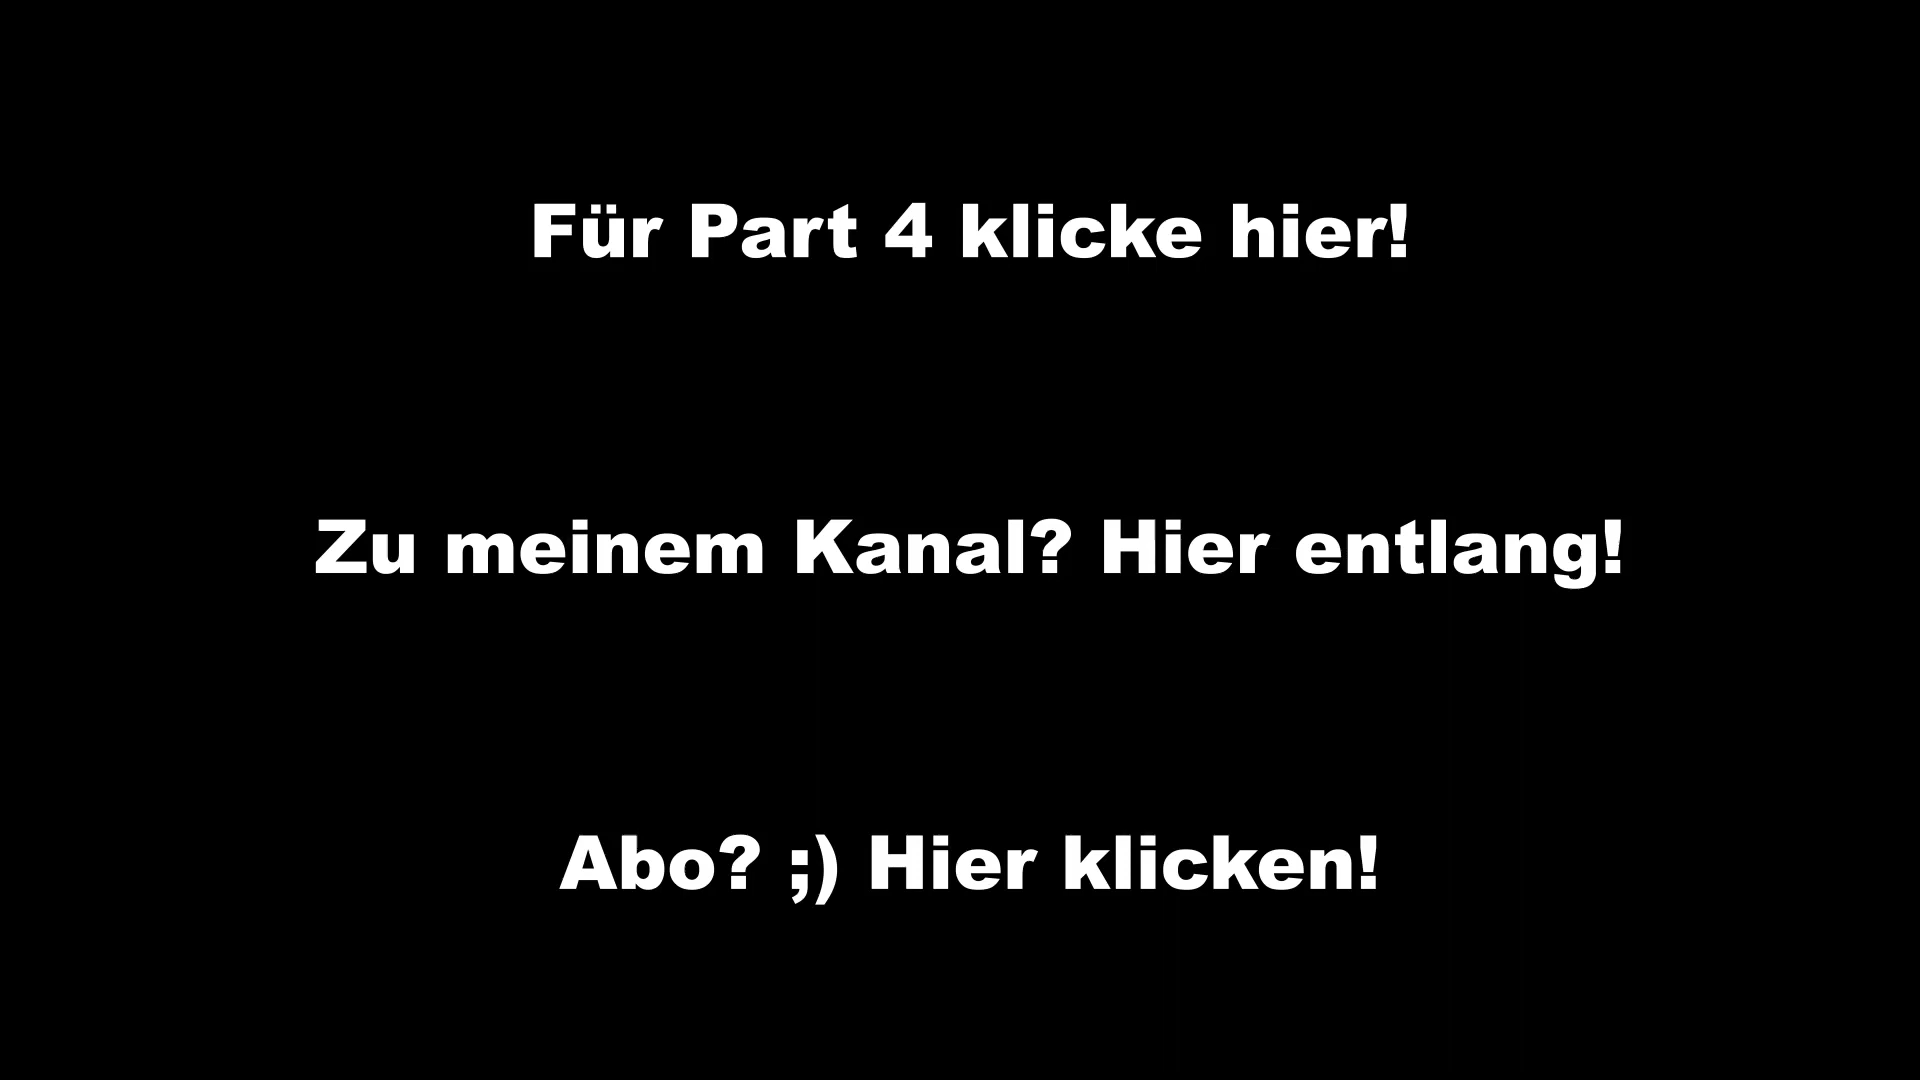 Für Part 4 klicke hier!
Zu meinem Kanal? Hier entlang!
Abo? ;) Hier klicken!